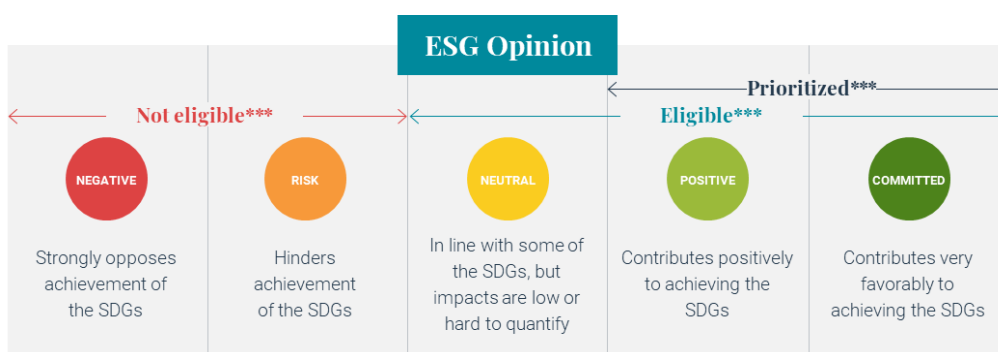 ESG Opinion
Prioritized***
Not eligible***
Eligible***
NEGATIVE
RISK
NEUTRAL
POSITIVE
COMMITTED
Strongly opposes
achievement of
the SDGs
Hinders
achievement
of the SDGs
In line with some of
the SDGs, but
impacts are low or
hard to quantify
Contributes positively
to achieving the
SDGs
Contributes very
favorably to
achieving the SDGs